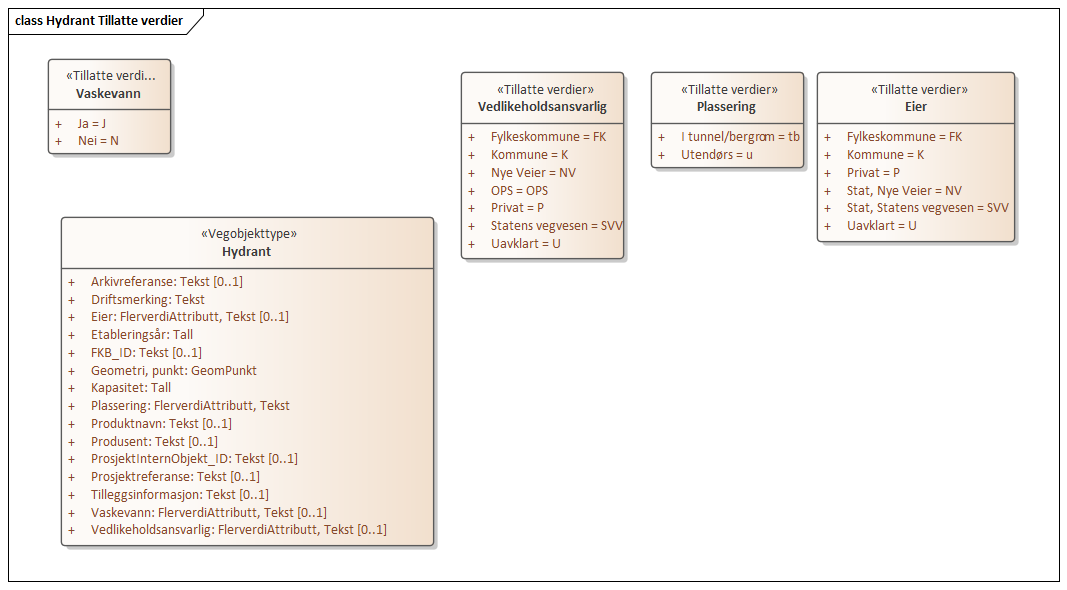 class Hydrant Tillatte verdier
«Tillatte verdi...
Vaskevann
+ Ja = J
+ Nei = N
«Tillatte verdier»
Vedlikeholdsansvarlig
+ Fylkeskommune = FK
+ Kommune = K
+ Nye Veier = NV
+ OPS = OPS
+ Privat = P
+ Statens vegvesen = SVV
+ Uavklart = U
«Tillatte verdier»
Plassering
+ I tunnel/bergrom = tb
+ Utendørs = u
«Tillatte verdier»
Eier
+ Fylkeskommune = FK
+ Kommune = K
+ Privat = P
+ Stat, Nye Veier = NV
+ Stat, Statens vegvesen = SVV
+ Uavklart = U
«Vegobjekttype»
Hydrant
+ Arkivreferanse: Tekst [0..1]
+ Driftsmerking: Tekst
+ Eier: FlerverdiAttributt, Tekst [0..1]
+ Etableringsår: Tall
+ FKB_ID: Tekst [0..1]
+ Geometri, punkt: GeomPunkt
+ Kapasitet: Tall
+ Plassering: FlerverdiAttributt, Tekst
+ Produktnavn: Tekst [0..1]
+ Produsent: Tekst [0..1]
+ ProsjektInternObjekt_ID: Tekst [0..1]
+ Prosjektreferanse: Tekst [0..1]
+ Tilleggsinformasjon: Tekst [0..1]
+ Vaskevann: FlerverdiAttributt, Tekst [0..1]
+ Vedlikeholdsansvarlig: FlerverdiAttributt, Tekst [0..1]